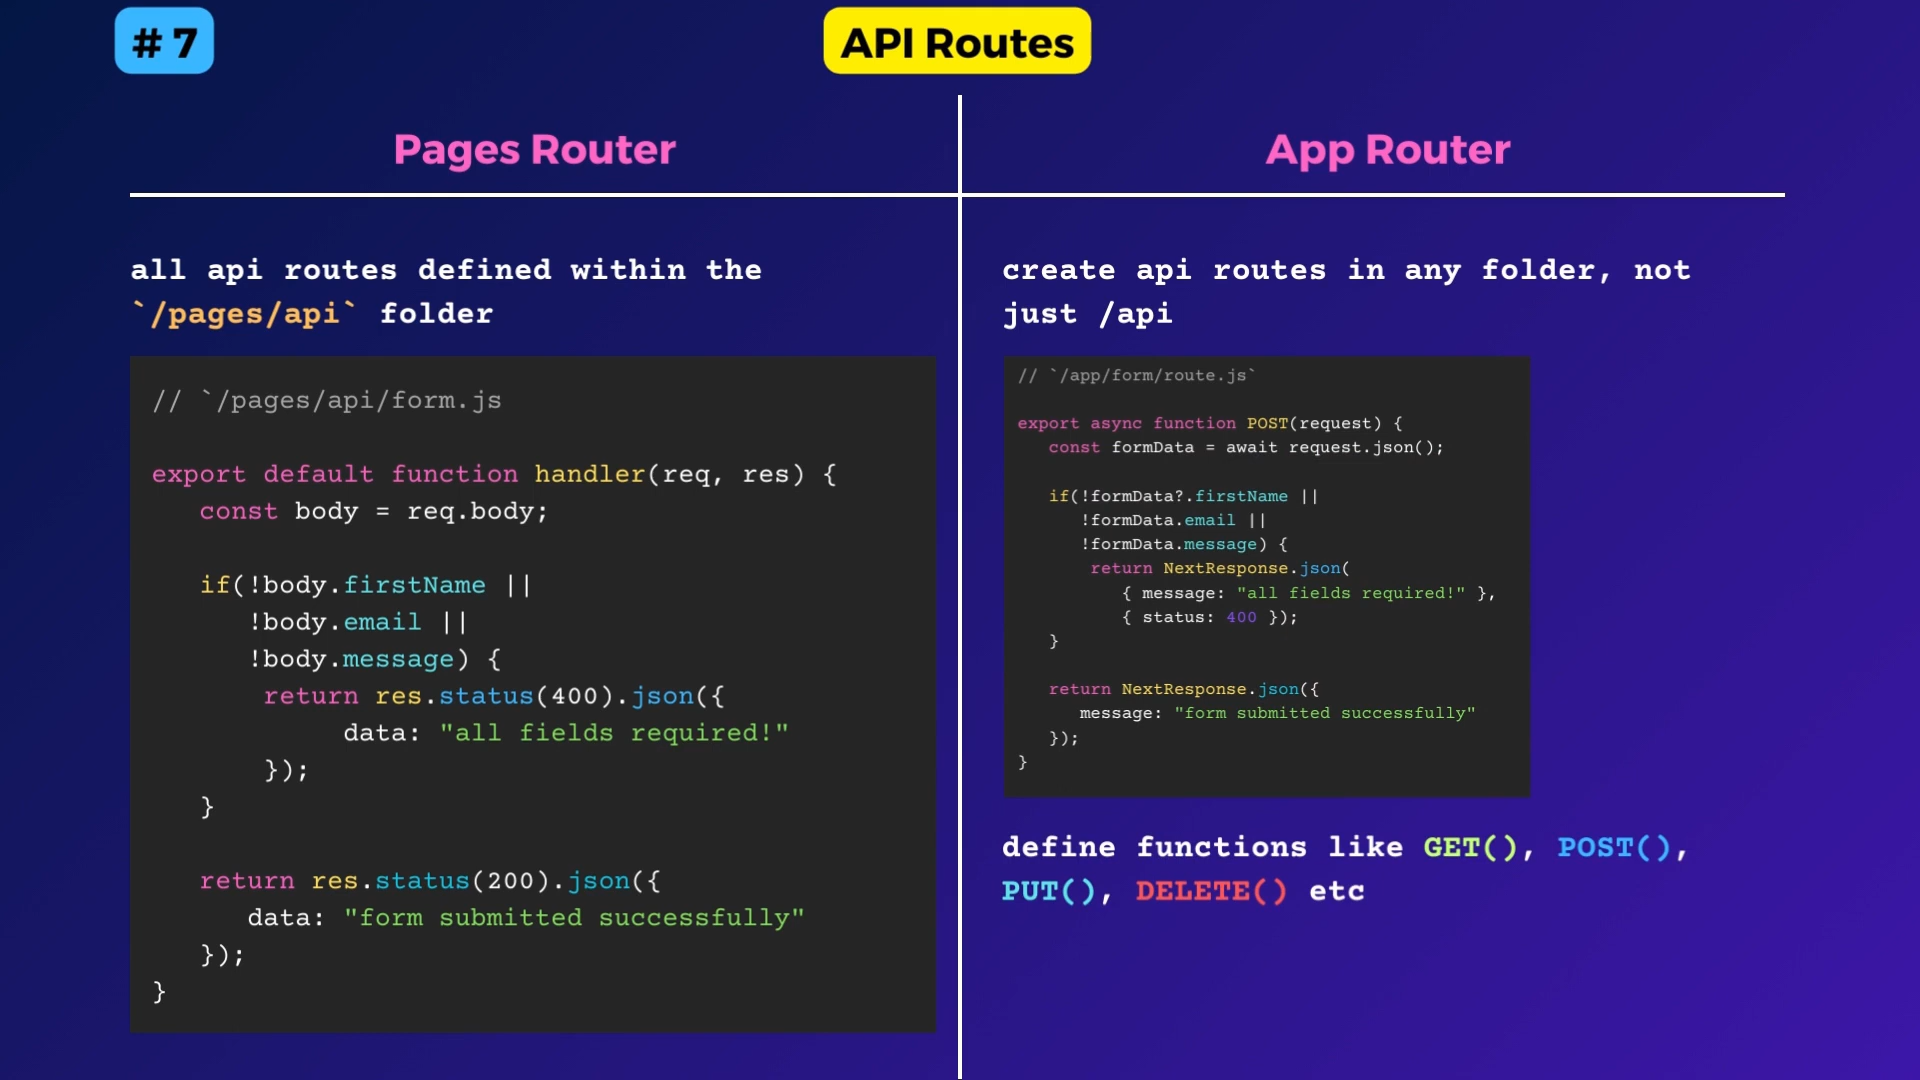 # 7
API Routes
Pages Router
all api routes defined within the
`/pages/api` folder
// `/pages/api/form.js
export default function handler(req, res) {
const body = req.body;
if(!body.firstName ||
!body.email ||
!body.message) {
return res.status(400).json({
data: "all fields required!"
});
}
return res.status(200).json({
data: "form submitted successfully"
});
}
App Router
create api routes in any folder, not
just /api
// `/app/form/route.js`
export async function POST(request) {
const formData = await request.json();
if(!formData?.firstName ||
!formData.email ||
!formData.message) {
return NextResponse.json(
{ message: "all fields required!" },
{ status: 400 });
}
return NextResponse.json({
message: "form submitted successfully"
});
}
define functions like GET(), POST(),
PUT(), DELETE() etc